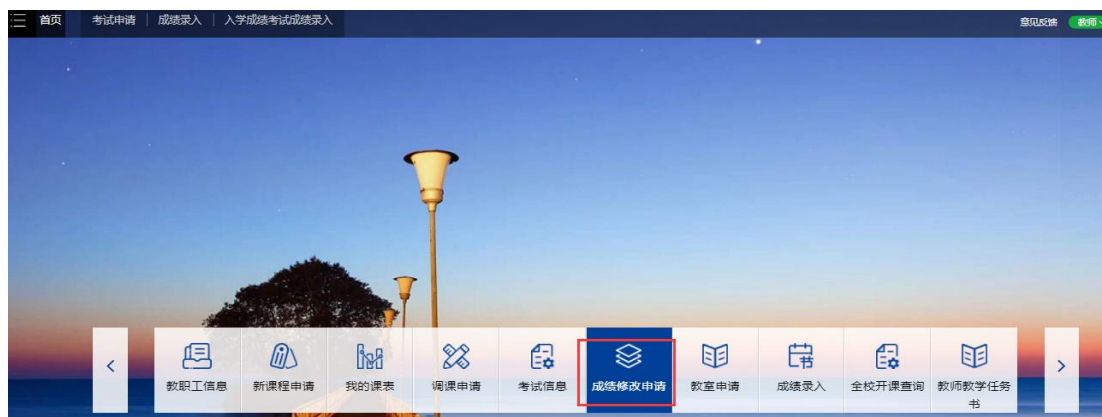 首页 考试申请 成绩录入 入学成绩考试成绩录入 意见反馈 教师
教职工信息 新课程申请 我的课表 调课申请 考试信息 成绩修改申请 教室申请 成绩录入 全校开课查询 教师教学任务
书